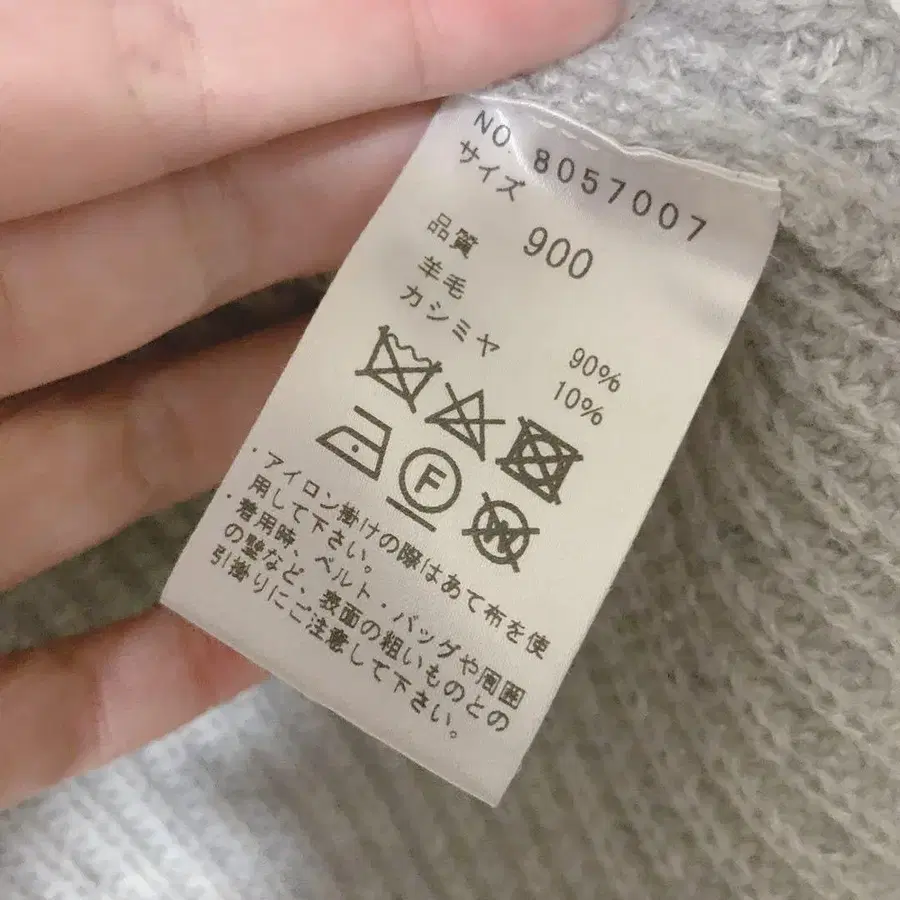 NO. 8057007
サイズ 900
品質
羊毛 90%
カシミヤ 10%
F
W
・アイロン掛けの際はあて布を使
用して下さい。
・着用時、ベルト・バッグや周囲
の壁など、表面の粗いものとの
引掛りにご注意して下さい。